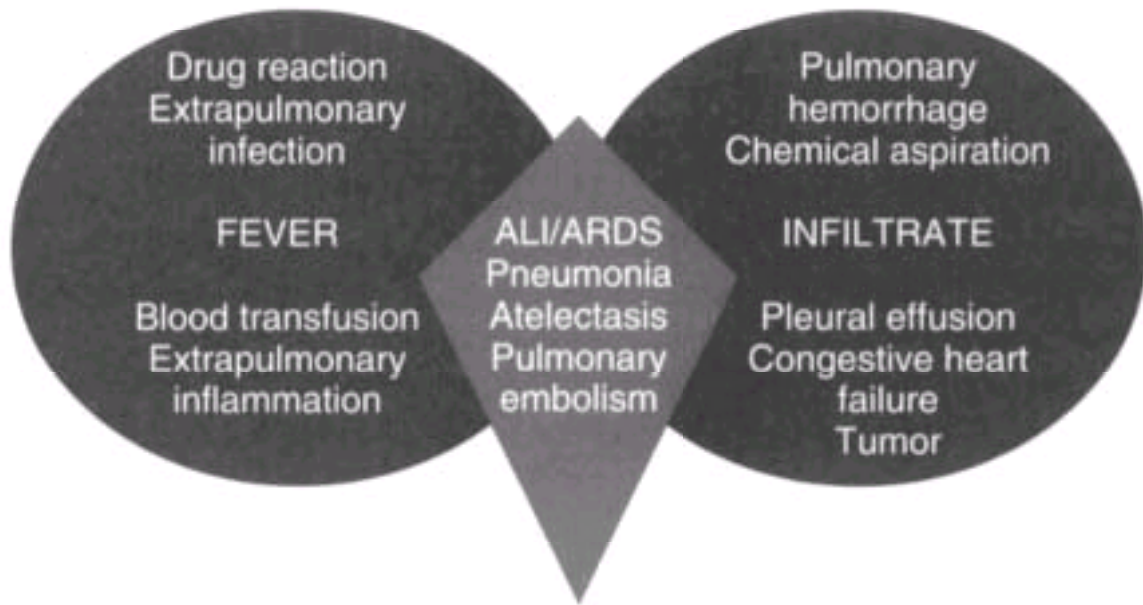 Drug reaction
Extrapulmonary
infection
FEVER
Blood transfusion
Extrapulmonary
inflammation
ALI/ARDS
Pneumonia
Atelectasis
Pulmonary
embolism
Pulmonary
hemorrhage
Chemical aspiration
INFILTRATE
Pleural effusion
Congestive heart
failure
Tumor